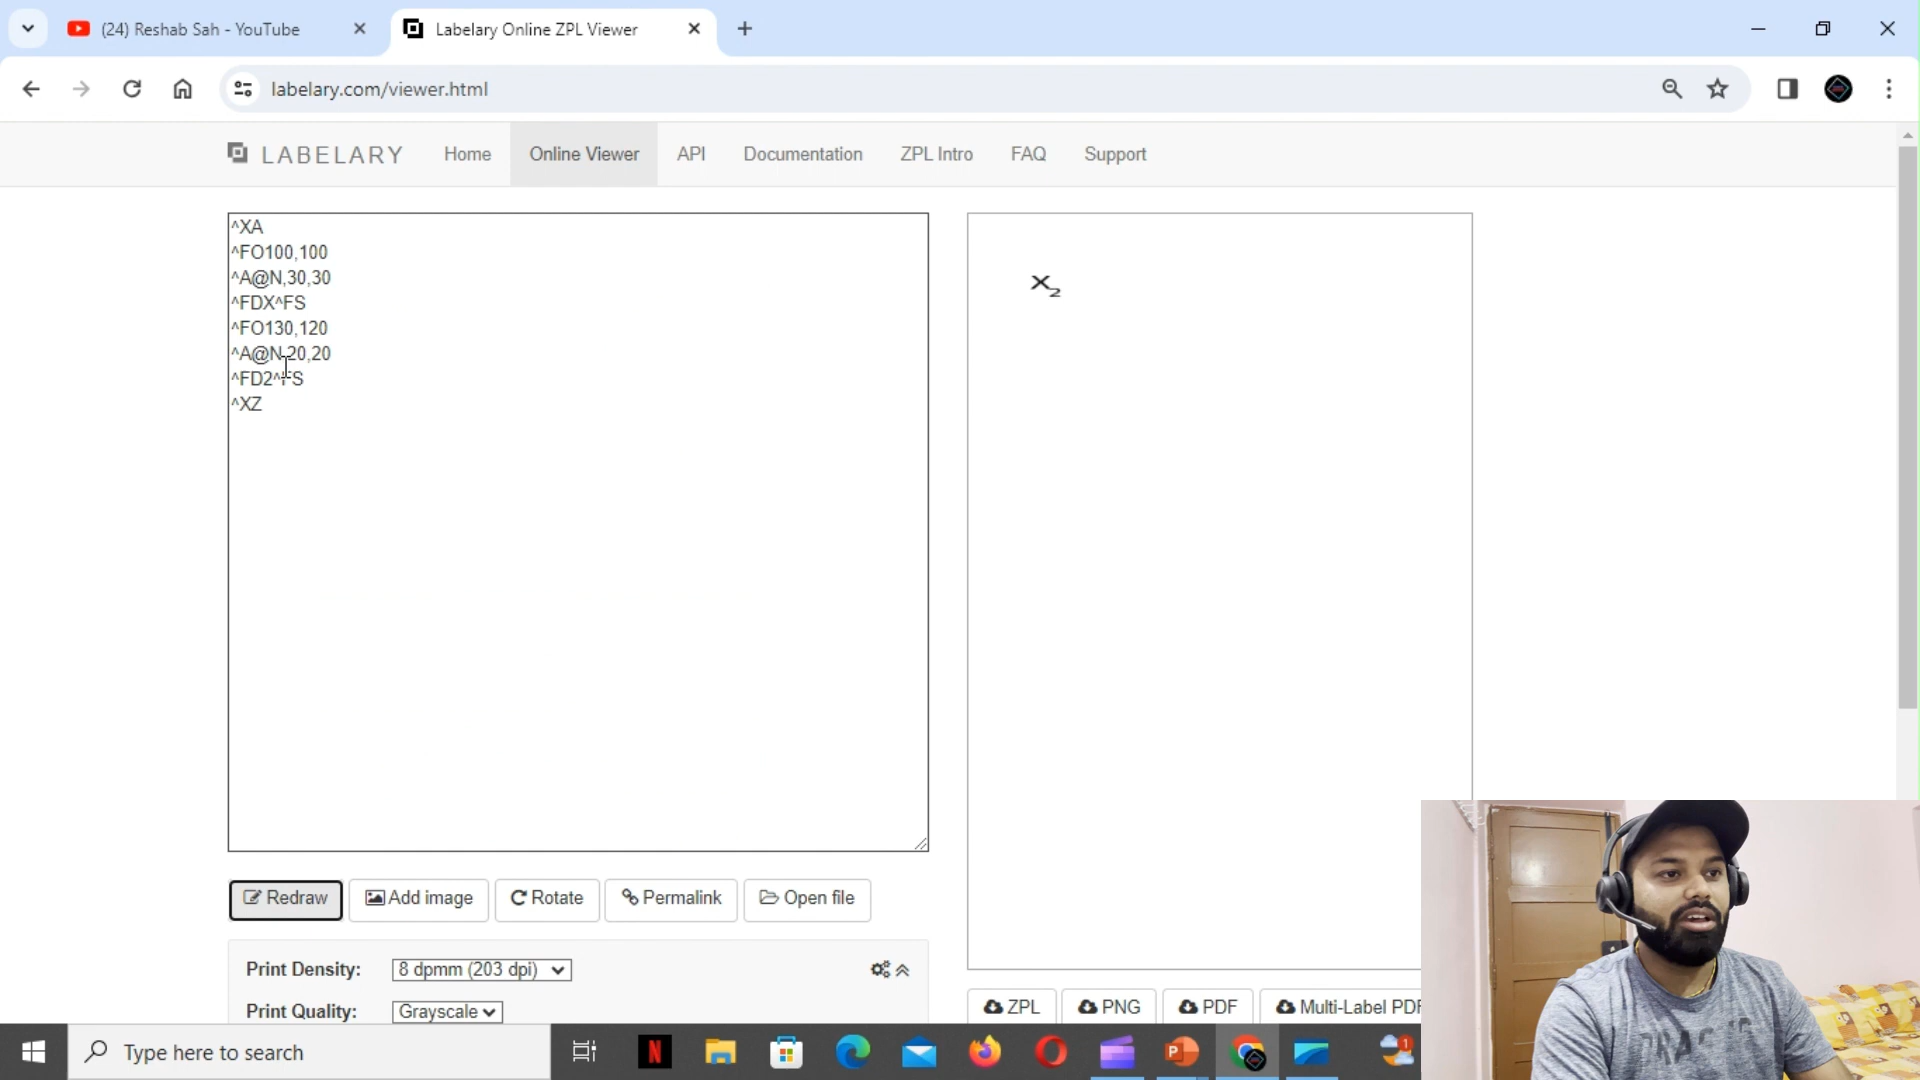 (24) Reshab Sah - YouTube
Labelary Online ZPL Viewer
labelary.com/viewer.html
LABELARY
Home
Online Viewer
API
Documentation
ZPL Intro
FAQ
Support
^XA
^FO100,100
^A@N,30,30
^FDX^FS
^FO130,120
^A@N,20,20
^FD2^FS
^XZ
X2
Redraw
Add image
Rotate
Permalink
Open file
Print Density:
8 dpmm (203 dpi)
Print Quality:
Grayscale
ZPL
PNG
PDF
Multi-Label PDF
Type here to search
N
1